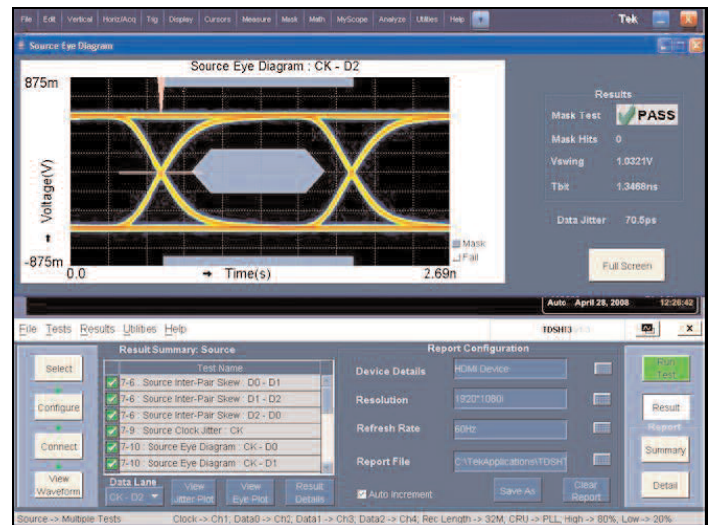 File Edit Vertical Horiz/Acq Trig Display Cursors Measure Mask Math MyScope Analyze Utilities Help Tek
Source Eye Diagram
Source Eye Diagram : CK - D2
875m
Voltage(V)
-875m
0.0
Time(s)
2.69n
Mask
Fail
Results
Mask Test PASS
Mask Hits 0
Vswing 1.0321V
Tbit 1.3468ns
Data Jitter 70.5ps
Full Screen
Auto April 28, 2008 12:26:42
File Tests Results Utilities Help TDSHT3 X
Select
Configure
Connect
View Waveform
Result Summary: Source
Test Name
7-6 : Source Inter-Pair Skew : D0 - D1
7-6 : Source Inter-Pair Skew : D1 - D2
7-6 : Source Inter-Pair Skew : D2 - D0
7-9 : Source Clock Jitter : CK
7-10 : Source Eye Diagram : CK - D0
7-10 : Source Eye Diagram : CK - D1
Data Lane
CK - D2
View Jitter Plot
View Eye Plot
Result Details
Report Configuration
Device Details HDMI Device
Resolution 1920*1080i
Refresh Rate 60Hz
Report File C:\TekApplications\TDSHT
Auto Increment
Save As
Clear Report
Run Test
Result
Report
Summary
Detail
Source -> Multiple Tests Clock -> Ch1, Data0 -> Ch2, Data1 -> Ch3, Data2 -> Ch4, Rec Length -> 32M, CRU -> PLL, High -> 80%, Low -> 20%